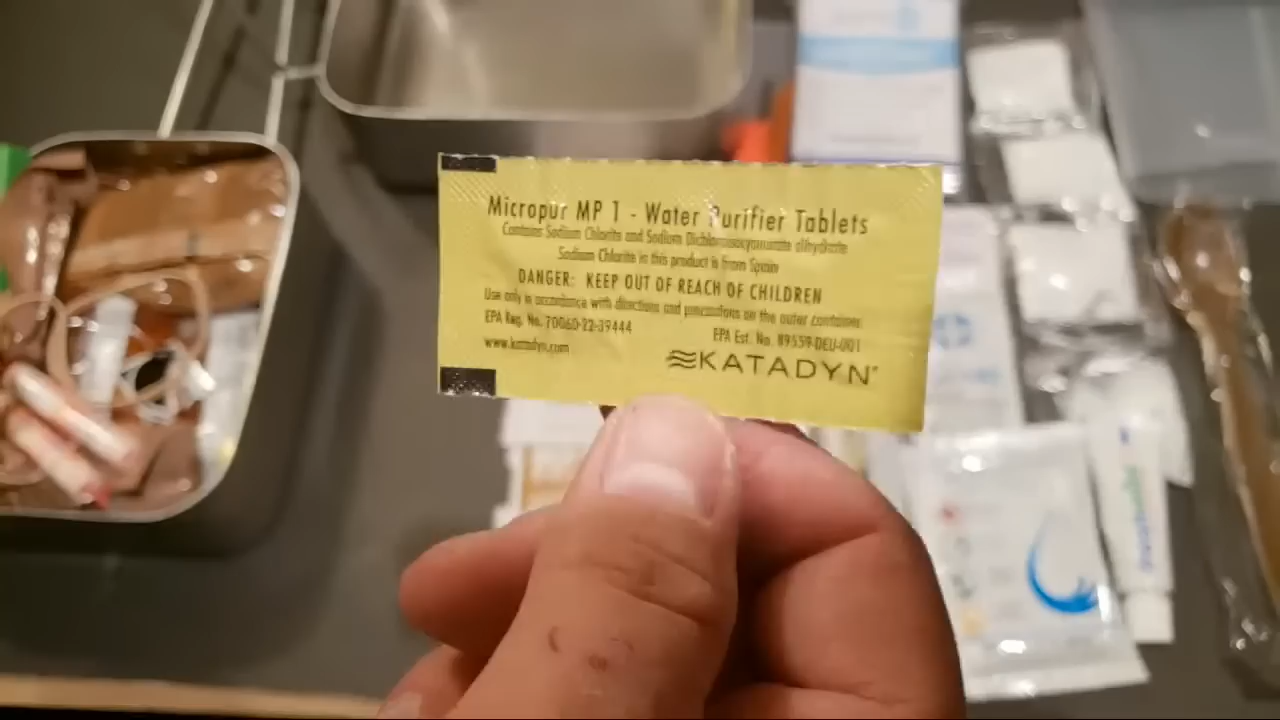 Micropur MP 1 - Water Purifier Tablets
Contains Sodium Chlorite and Sodium Dichloroisocyanurate dihydrate
Sodium Chlorite in this product is from Spain
DANGER: KEEP OUT OF REACH OF CHILDREN
Use only in accordance with directions and precautions on the outer container.
EPA Reg. No. 70060-22-39444
EPA Est. No. 89559-DEU-001
www.katadyn.com
KATADYN